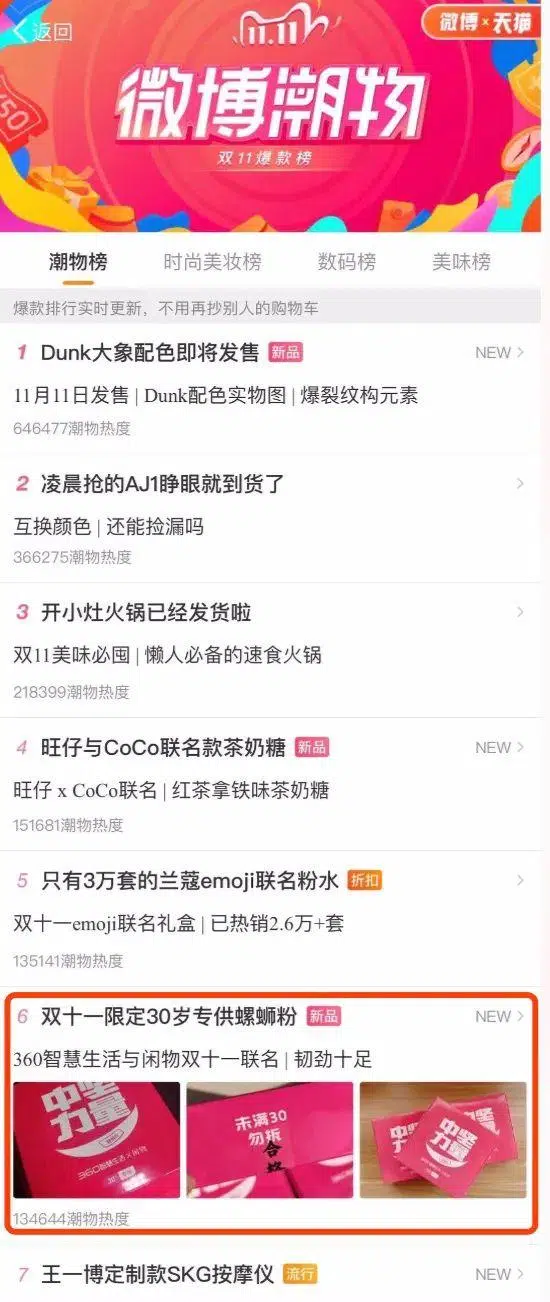 返回
11.11
微博×天猫
微博潮物
双11爆款榜
50
潮物榜 时尚美妆榜 数码榜 美味榜
爆款排行实时更新，不用再抄别人的购物车
1 Dunk大象配色即将发售 新品 NEW >
11月11日发售 | Dunk配色实物图 | 爆裂纹构元素
646477潮物热度
2 凌晨抢的AJ1睁眼就到货了 >
互换颜色 | 还能捡漏吗
366275潮物热度
3 开小灶火锅已经发货啦 >
双11美味必囤 | 懒人必备的速食火锅
218399潮物热度
4 旺仔与CoCo联名款茶奶糖 新品 NEW >
旺仔 x CoCo联名 | 红茶拿铁味茶奶糖
151681潮物热度
5 只有3万套的兰蔻emoji联名粉水 折扣 >
双十一emoji联名礼盒 | 已热销2.6万+套
135141潮物热度
6 双十一限定30岁专供螺蛳粉 新品 NEW >
360智慧生活与闲物双十一联名 | 韧劲十足
中坚
力量
360智慧生活×闲物
未满30
勿拆
中坚
力量
中坚
力量
134644潮物热度
7 王一博定制款SKG按摩仪 流行 NEW >